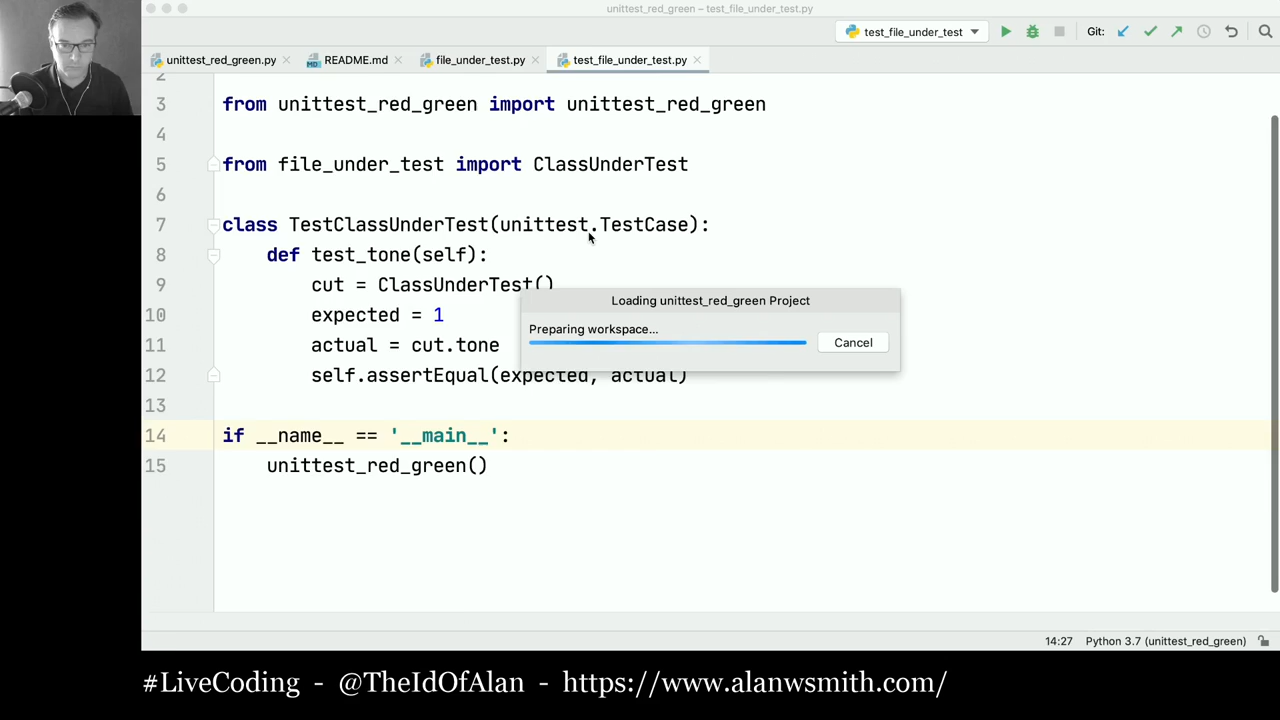 unittest_red_green – test_file_under_test.py
test_file_under_test Git:
unittest_red_green.py README.md file_under_test.py test_file_under_test.py
2
3 from unittest_red_green import unittest_red_green
4
5 from file_under_test import ClassUnderTest
6
7 class TestClassUnderTest(unittest.TestCase):
8 def test_tone(self):
9 cut = ClassUnderTest()
Loading unittest_red_green Project
10 expected = 1
Preparing workspace...
Cancel
11 actual = cut.tone
12 self.assertEqual(expected, actual)
13
14 if __name__ == '__main__':
15 unittest_red_green()
14:27 Python 3.7 (unittest_red_green)
#LiveCoding - @TheIdOfAlan - https://www.alanwsmith.com/